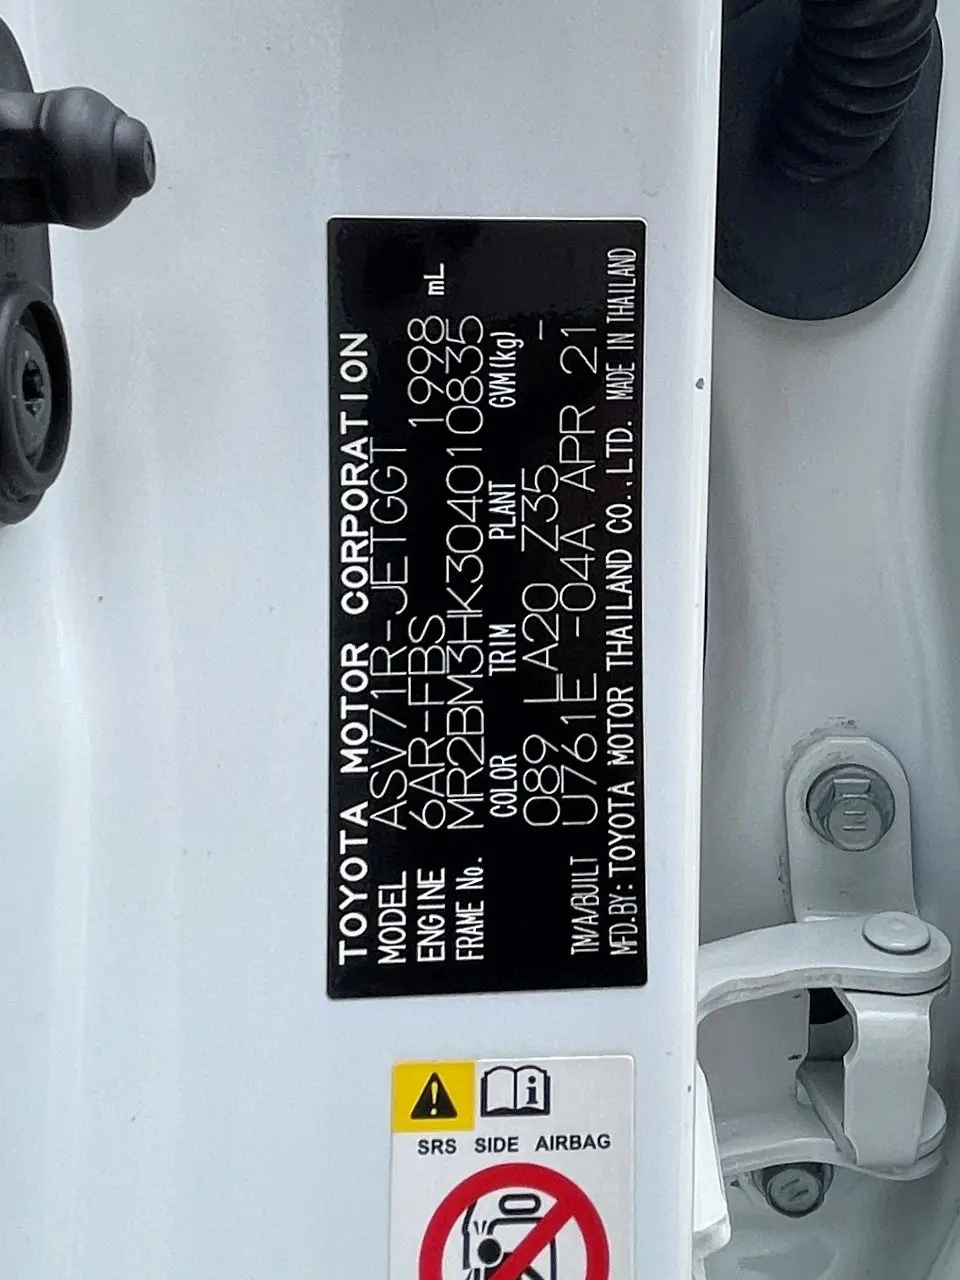 TOYOTA MOTOR CORPORATION
MODEL ASV71R-JETGGT
ENGINE 6AR-FBS 1998 mL
FRAME No. MR2BM3HK304010835
COLOR TRIM PLANT GVM(kg)
089 LA20 Z35 -
TM/A/BUILT U761E -04A APR 21
MFD.BY: TOYOTA MOTOR THAILAND CO.,LTD. MADE IN THAILAND
SRS SIDE AIRBAG